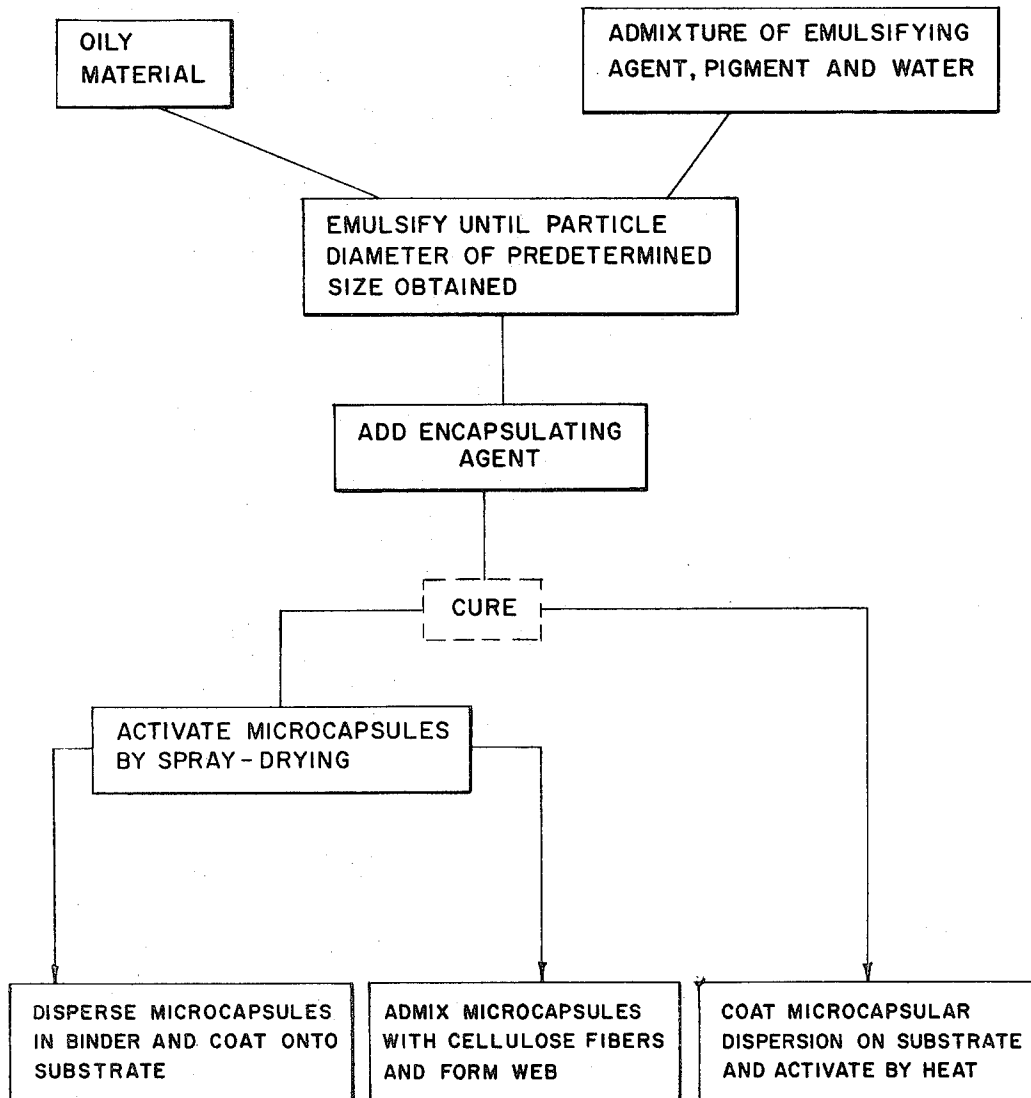 OILY
MATERIAL
ADMIXTURE OF EMULSIFYING
AGENT, PIGMENT AND WATER
EMULSIFY UNTIL PARTICLE
DIAMETER OF PREDETERMINED
SIZE OBTAINED
ADD ENCAPSULATING
AGENT
CURE
ACTIVATE MICROCAPSULES
BY SPRAY-DRYING
DISPERSE MICROCAPSULES
IN BINDER AND COAT ONTO
SUBSTRATE
ADMIX MICROCAPSULES
WITH CELLULOSE FIBERS
AND FORM WEB
COAT MICROCAPSULAR
DISPERSION ON SUBSTRATE
AND ACTIVATE BY HEAT